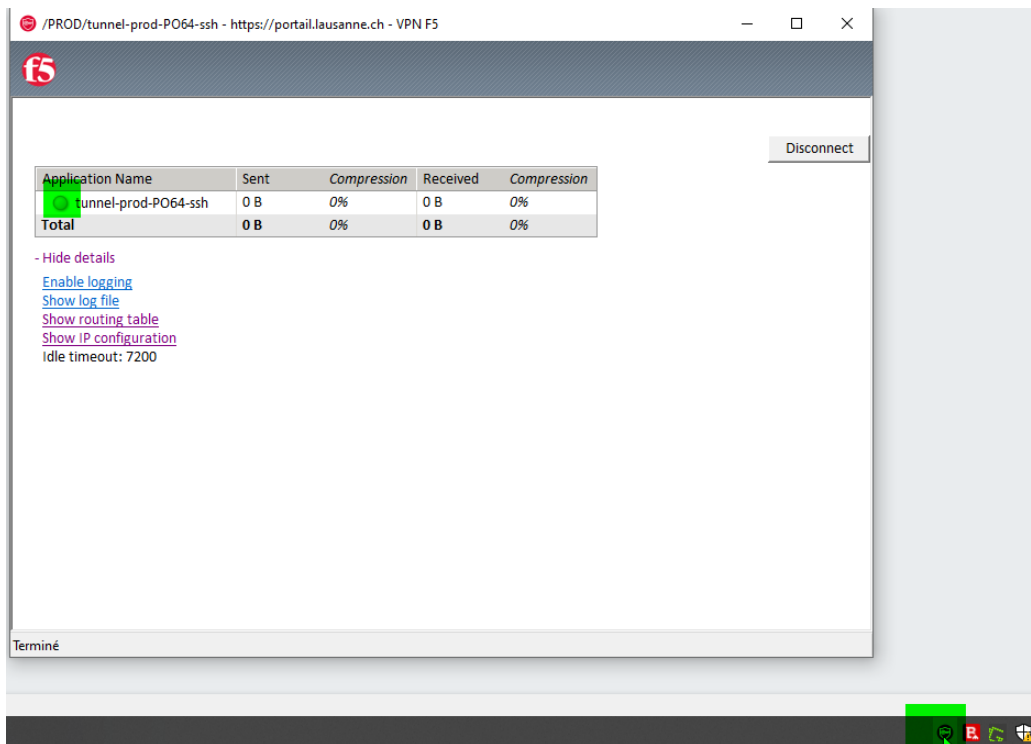 /PROD/tunnel-prod-PO64-ssh - https://portail.lausanne.ch - VPN F5
f5
Disconnect
Application Name Sent Compression Received Compression
tunnel-prod-PO64-ssh 0 B 0% 0 B 0%
Total 0 B 0% 0 B 0%
- Hide details
Enable logging
Show log file
Show routing table
Show IP configuration
Idle timeout: 7200
Terminé